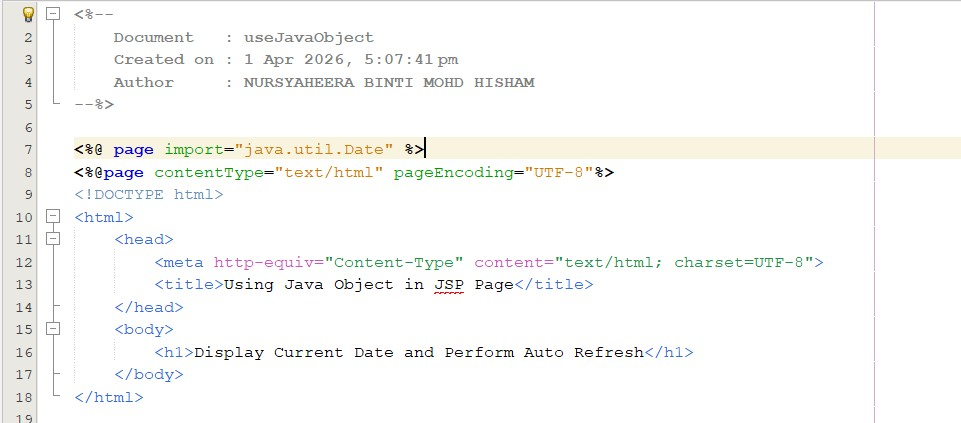 <%--
2 Document : useJavaObject
3 Created on : 1 Apr 2026, 5:07:41 pm
4 Author : NURSYAHEERA BINTI MOHD HISHAM
5 --%>
6
7 <%@ page import="java.util.Date" %>
8 <%@page contentType="text/html" pageEncoding="UTF-8"%>
9 <!DOCTYPE html>
10 <html>
11 <head>
12 <meta http-equiv="Content-Type" content="text/html; charset=UTF-8">
13 <title>Using Java Object in JSP Page</title>
14 </head>
15 <body>
16 <h1>Display Current Date and Perform Auto Refresh</h1>
17 </body>
18 </html>
19